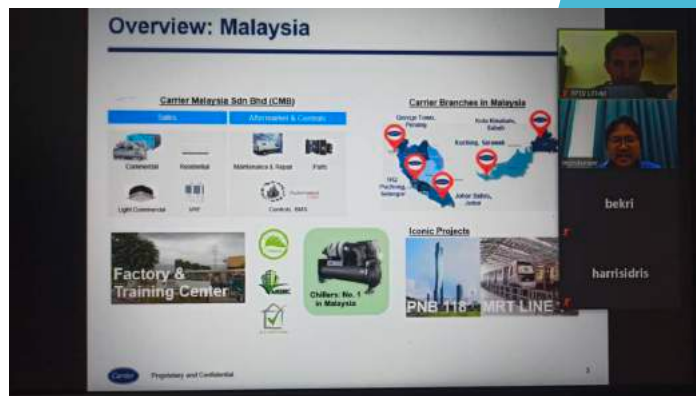 Overview: Malaysia
Carrier Malaysia Sdn Bhd (CMB)
Sales
Aftermarket & Controls
Commercial
Residential
Maintenance & Repair
Parts
Light Commercial
VRF
Controls, BMS
Carrier Branches in Malaysia
George Town,
Penang
Kota Kinabalu,
Sabah
Kuching, Sarawak
HQ
Puchong,
Selangor
Johor Bahru,
Johor
Factory &
Training Center
Chillers: No. 1
in Malaysia
Iconic Projects
PNB 118
MRT LINE
Carrier
Proprietary and Confidential
3
bekri
harrisidris